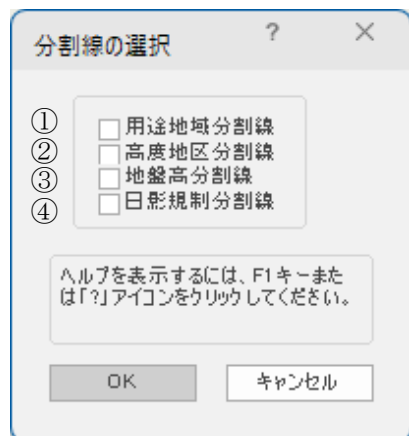 分割線の選択 ? ×
① 用途地域分割線
② 高度地区分割線
③ 地盤高分割線
④ 日影規制分割線
ヘルプを表示するには、F1キーまた
は「?」アイコンをクリックしてください。
OK キャンセル